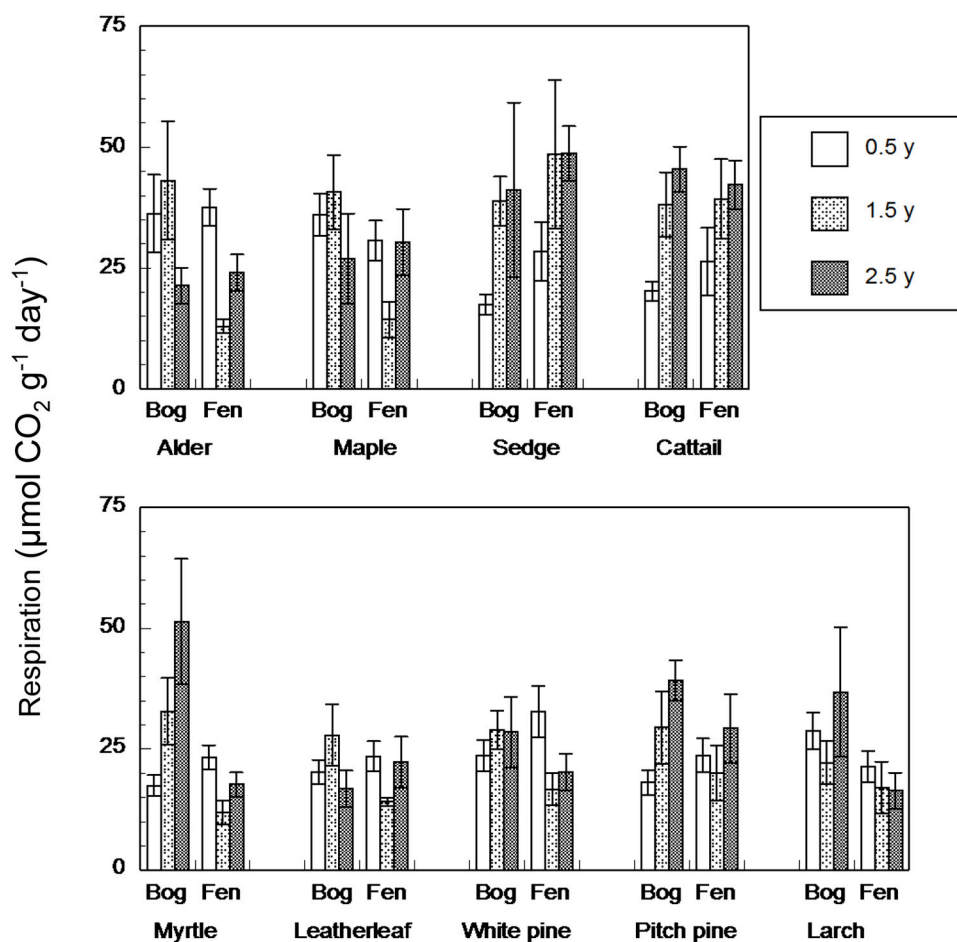 Respiration (µmol CO₂ g⁻¹ day⁻¹)
75
50
25
0
Bog Fen Bog Fen Bog Fen Bog Fen
Alder Maple Sedge Cattail
0.5 y
1.5 y
2.5 y
75
50
25
0
Bog Fen Bog Fen Bog Fen Bog Fen Bog Fen
Myrtle Leatherleaf White pine Pitch pine Larch